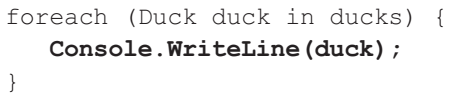 foreach (Duck duck in ducks) {
   Console.WriteLine(duck);
}